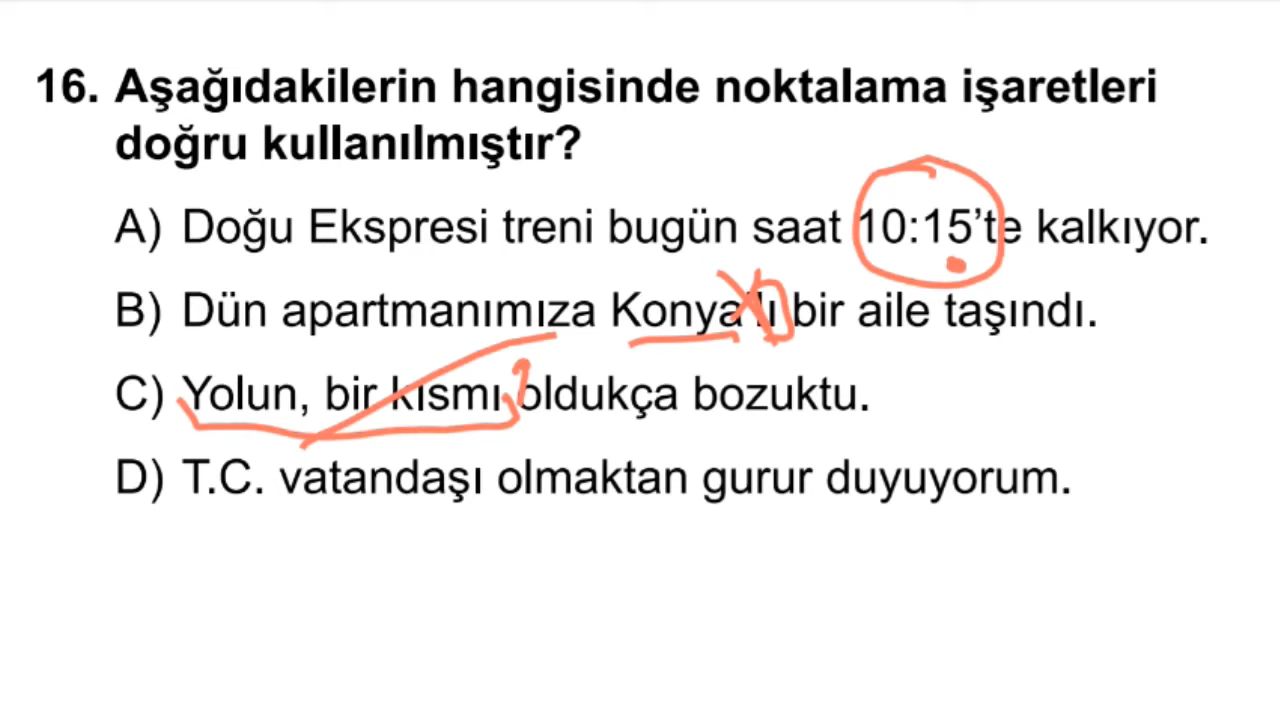 16. Aşağıdakilerin hangisinde noktalama işaretleri
doğru kullanılmıştır?
A) Doğu Ekspresi treni bugün saat 10:15’te kalkıyor.
B) Dün apartmanımıza Konya’lı bir aile taşındı.
C) Yolun, bir kısmı oldukça bozuktu.
D) T.C. vatandaşı olmaktan gurur duyuyorum.